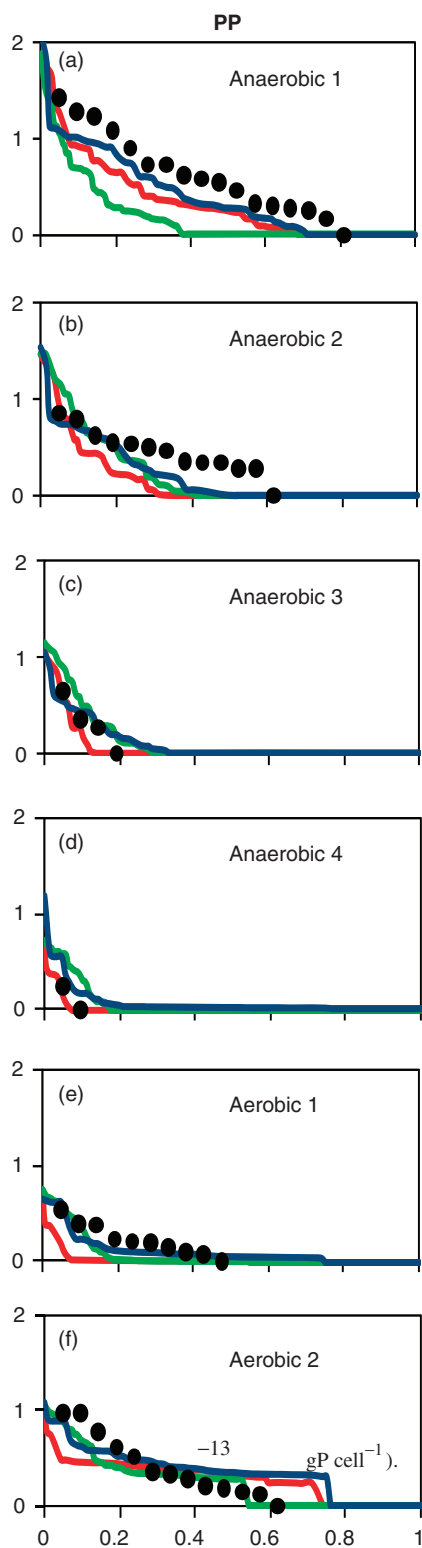 PP
2
(a)
Anaerobic 1
1
0
2
(b)
Anaerobic 2
1
0
2
(c)
Anaerobic 3
1
0
2
(d)
Anaerobic 4
1
0
2
(e)
Aerobic 1
1
0
2
(f)
Aerobic 2
1
−13 gP cell−1).
0
0 0.2 0.4 0.6 0.8 1